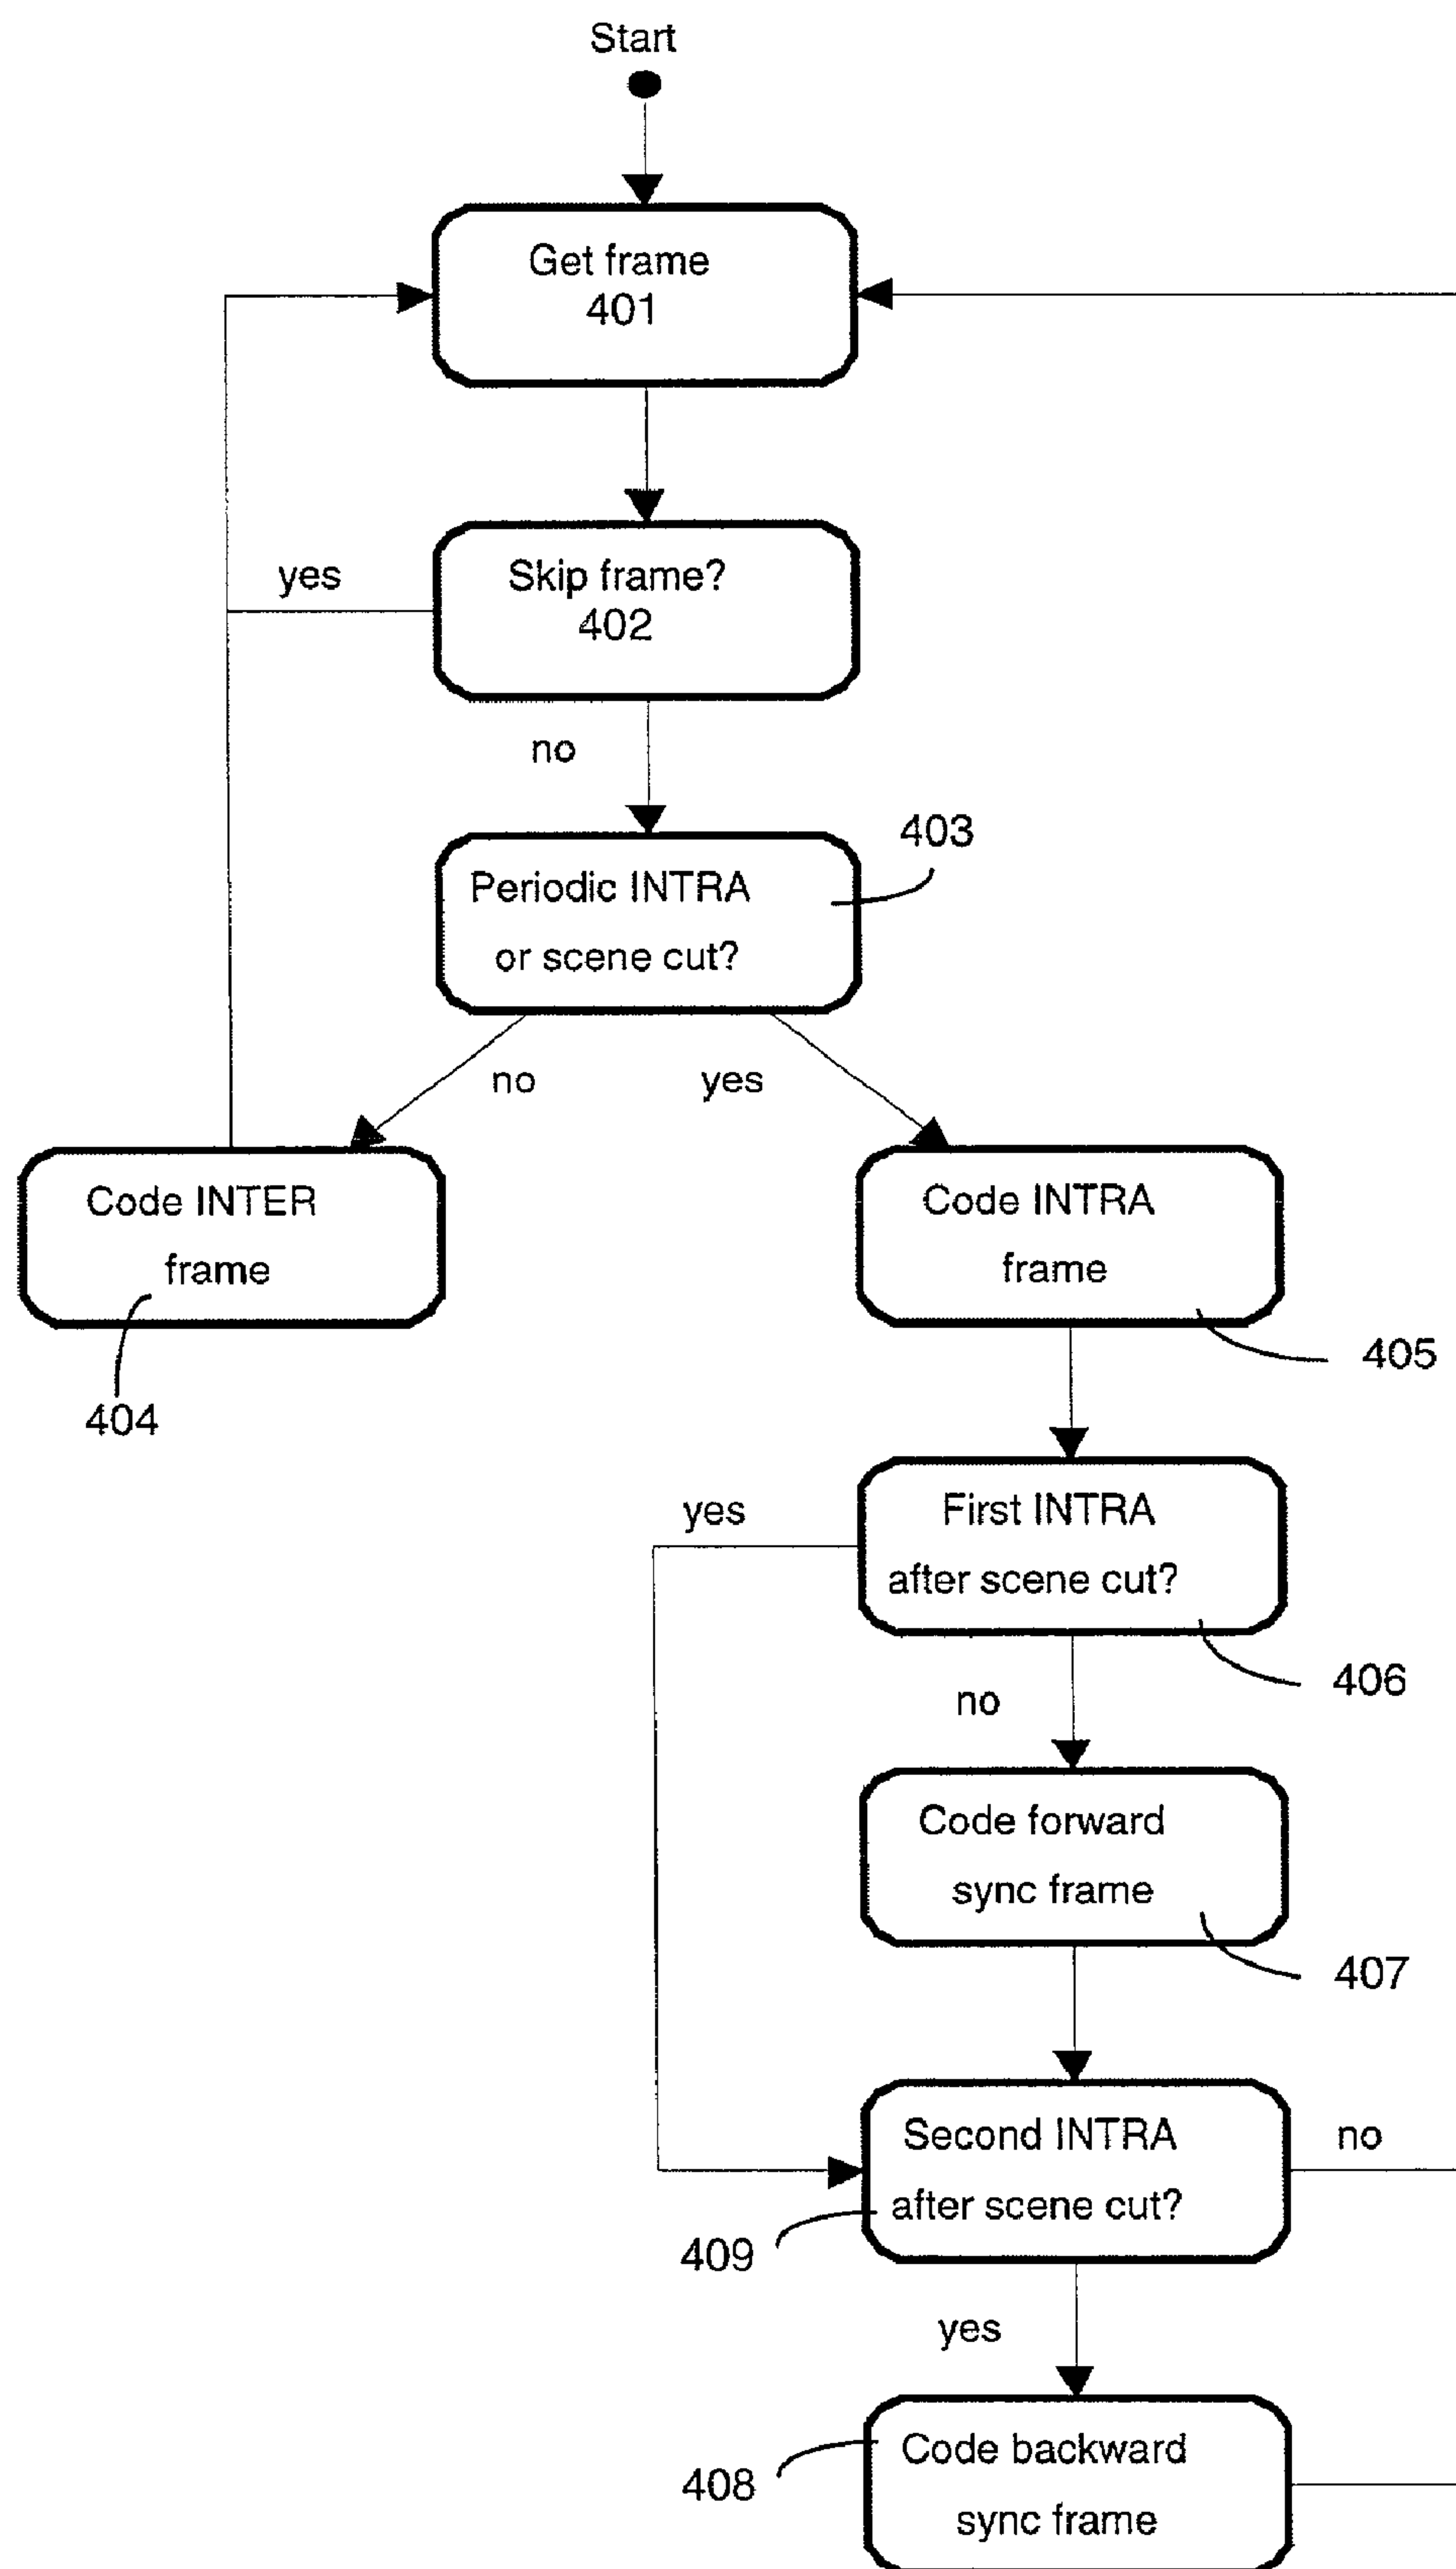 Start
Get frame
401
Skip frame?
402
yes
no
403
Periodic INTRA
or scene cut?
no
yes
Code INTER
frame
404
Code INTRA
frame
405
First INTRA
after scene cut?
yes
406
no
Code forward
sync frame
407
Second INTRA
after scene cut?
no
409
yes
Code backward
sync frame
408